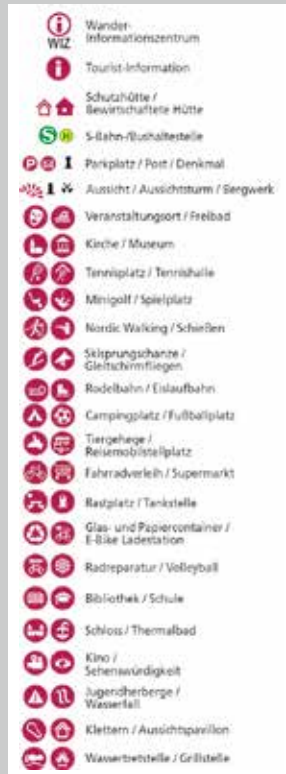 WIZ Wander-
Informationszentrum
Tourist-Information
Schutzhütte /
Bewirtschaftete Hütte
S H S-Bahn-/Bushaltestelle
P Parkplatz / Post / Denkmal
Aussicht / Aussichtsturm / Bergwerk
Veranstaltungsort / Freibad
Kirche / Museum
Tennisplatz / Tennishalle
Minigolf / Spielplatz
Nordic Walking / Schießen
Skisprungschanze /
Gleitschirmfliegen
Rodelbahn / Eislaufbahn
Campingplatz / Fußballplatz
Tiergehege /
Reisemobilstellplatz
Fahrradverleih / Supermarkt
Rastplatz / Tankstelle
Glas- und Papiercontainer /
E-Bike Ladestation
Radreparatur / Volleyball
Bibliothek / Schule
Schloss / Thermalbad
Kino /
Sehenswürdigkeit
Jugendherberge /
Wasserfall
Klettern / Aussichtspavillon
Wassertretstelle / Grillstelle